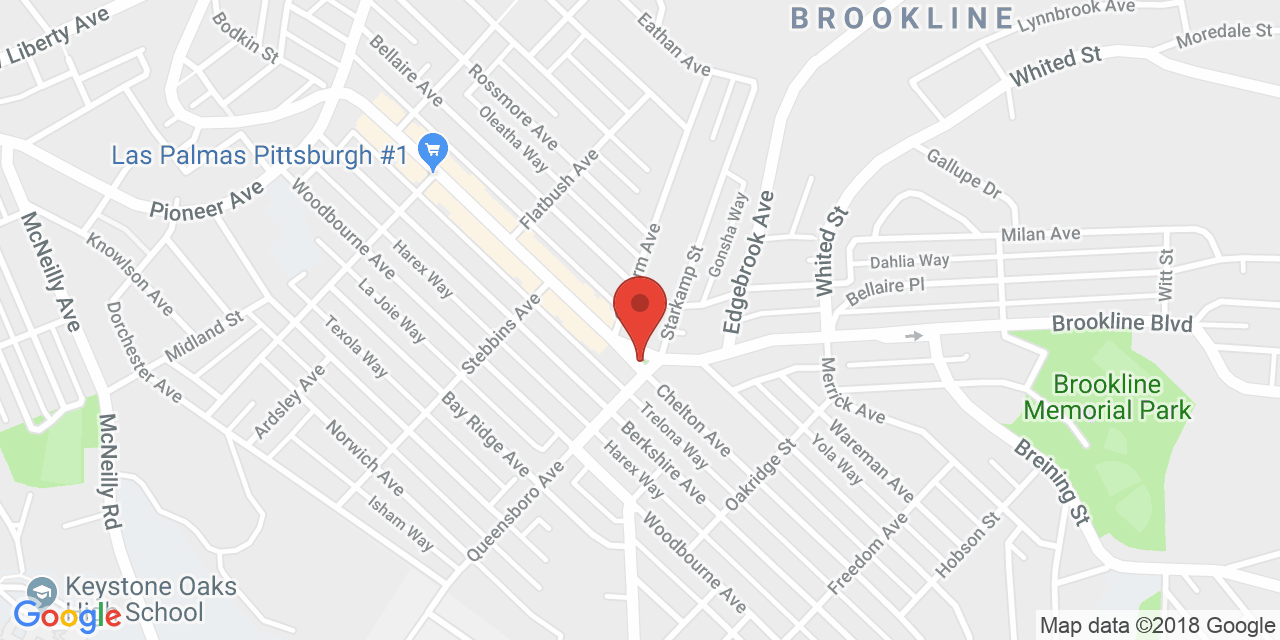 BROOKLINE
Lynnbrook Ave
Moredale St
Liberty Ave
Bodkin St
Bellaire Ave
Eathan Ave
Whited St
Rossmore Ave
Oleatha Way
Las Palmas Pittsburgh #1
Flatbush Ave
Gallupe Dr
Pioneer Ave
Woodbourne Ave
Gonsha Way
Edgebrook Ave
Whited St
Milan Ave
McNeilly Ave
Knowlson Ave
Harex Way
Starkamp St
Dahlia Way
Witt St
La Joie Way
Bellaire Pl
Dorchester Ave
Midland St
Texola Way
Stebbins Ave
Brookline Blvd
Ardsley Ave
Bay Ridge Ave
Chelton Ave
Merrick Ave
Brookline
Memorial Park
McNeilly Rd
Norwich Ave
Trelona Way
Berkshire Ave
Harex Way
Oakridge St
Wareman Ave
Yola Way
Breining St
Isham Way
Queensboro Ave
Woodbourne Ave
Freedom Ave
Hobson St
Keystone Oaks
High School
Google
Map data ©2018 Google